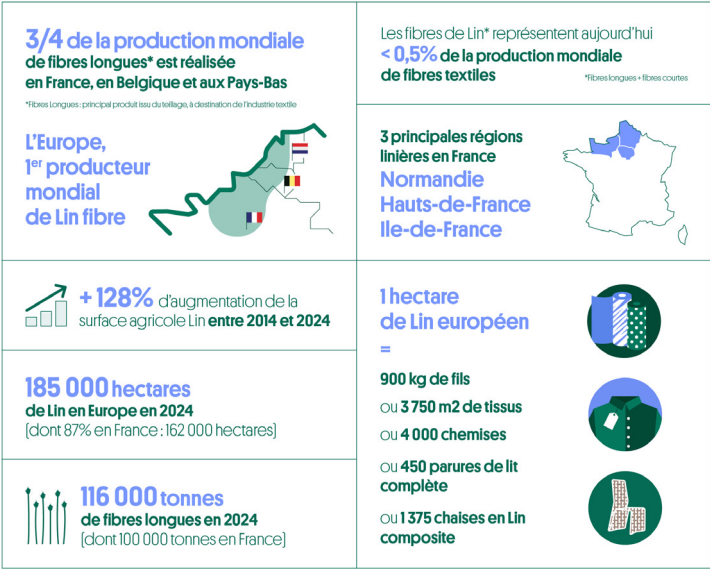 3/4 de la production mondiale
de fibres longues* est réalisée
en France, en Belgique et aux Pays-Bas
*Fibres Longues : principal produit issu du teillage, à destination de l'industrie textile
L'Europe,
1er producteur
mondial
de Lin fibre
Les fibres de Lin* représentent aujourd'hui
< 0,5% de la production mondiale
de fibres textiles
*Fibres longues + fibres courtes
3 principales régions
linières en France
Normandie
Hauts-de-France
Ile-de-France
+ 128% d'augmentation de la
surface agricole Lin entre 2014 et 2024
185 000 hectares
de Lin en Europe en 2024
(dont 87% en France : 162 000 hectares)
116 000 tonnes
de fibres longues en 2024
(dont 100 000 tonnes en France)
1 hectare
de Lin européen
=
900 kg de fils
ou 3 750 m2 de tissus
ou 4 000 chemises
ou 450 parures de lit
complète
ou 1 375 chaises en Lin
composite